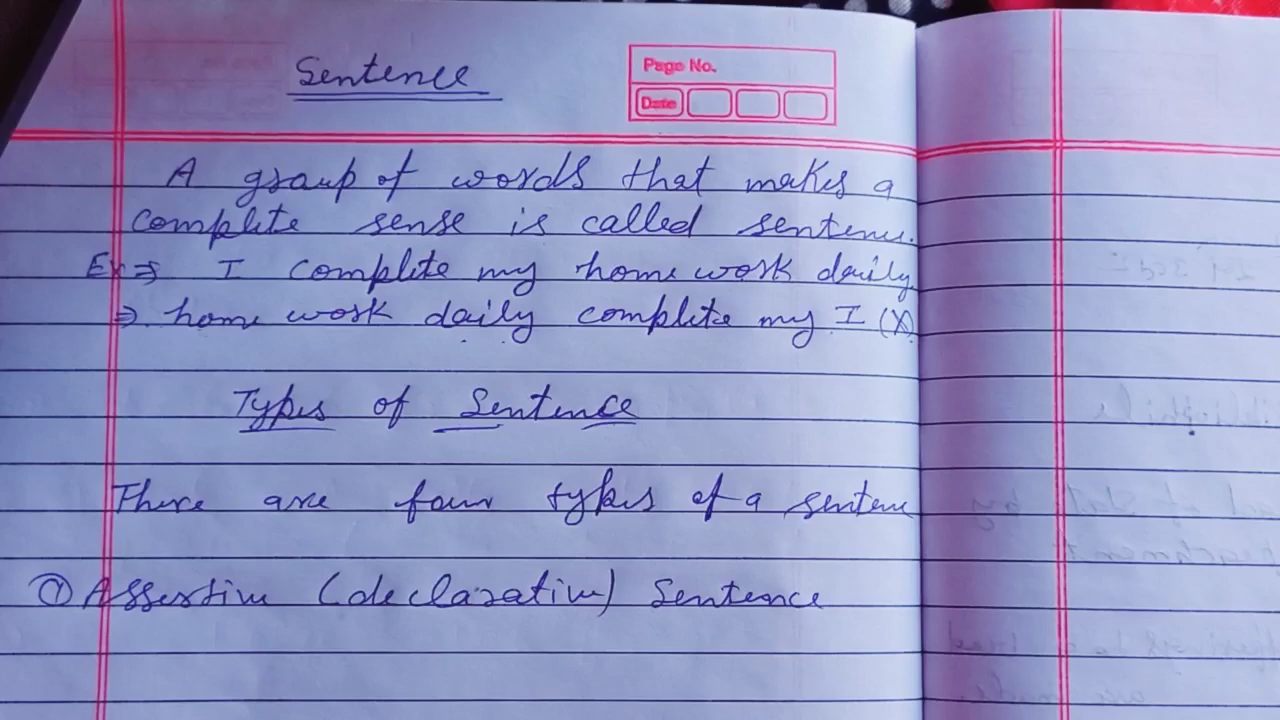 Sentence
Page No.
Date
A group of words that makes a
complete sense is called sentence.
Ex ⇒ I complete my home work daily.
⇒ home work daily complete my I (X)
Types of Sentence
There are four types of a sentence
① Assertive (declarative) Sentence